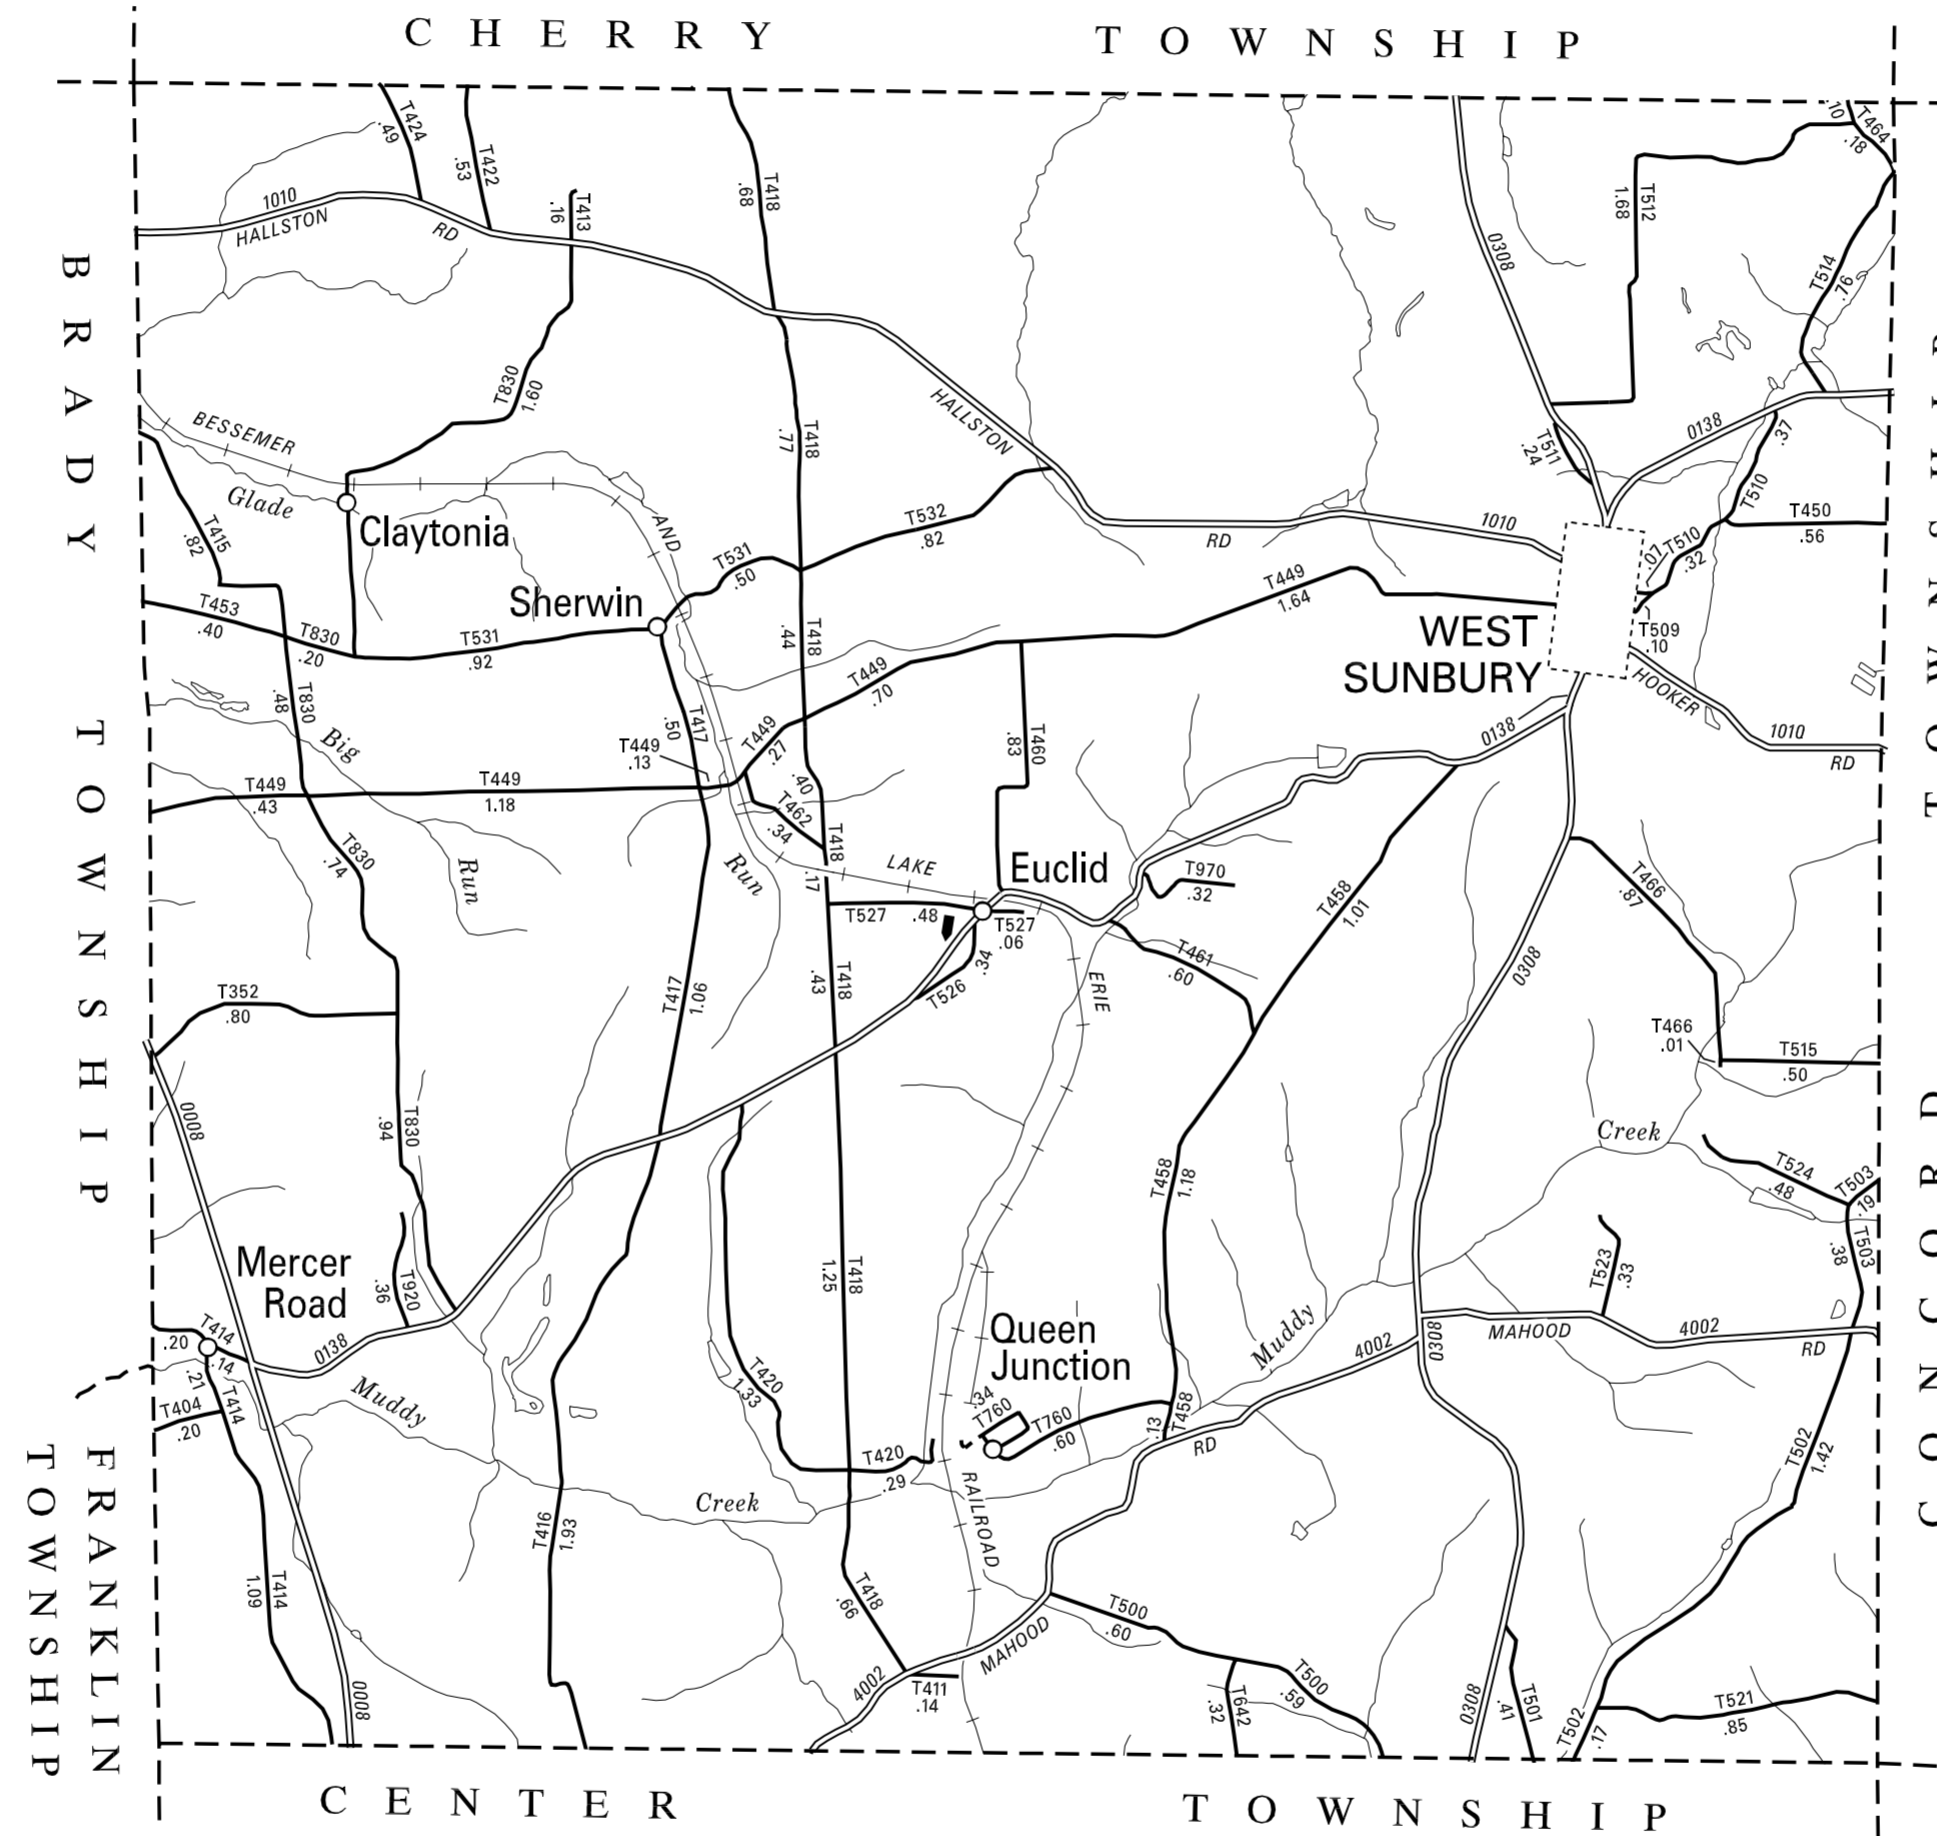 CHERRY TOWNSHIP
BRADY TOWNSHIP
FRANKLIN TOWNSHIP
CENTER TOWNSHIP
T424
.49
T422
.53
T413
.16
T418
.68
1010
HALLSTON
RD
0308
T512
1.68
.10
T464
.18
T514
.76
T830
1.60
BESSEMER
Glade
Claytonia
T415
.82
T418
.77
HALLSTON
RD
1010
T511
.24
0138
.37
T510
T450
.56
.07
T510
.32
T509
.10
AND
T531
.50
T532
.82
Sherwin
T453
.40
T830
.20
T531
.92
T449
1.64
WEST
SUNBURY
HOOKER
1010
RD
T418
.44
T449
.70
T830
.48
Big
Run
T417
.50
T449
.13
T449
.27
T460
.83
0138
T449
.43
T449
1.18
.40
T462
.34
T418
.17
T830
.74
Run
LAKE
Euclid
T970
.32
T458
1.01
T466
.87
T527
.48
T527
.06
T526
.34
T461
.60
ERIE
0308
T352
.80
T417
1.06
T418
.43
T466
.01
T515
.50
0008
T830
.94
Creek
T458
1.18
T524
.48
T503
.19
T503
.38
Mercer
Road
T920
.36
T418
1.25
T523
.33
T414
.20
.14
0138
Queen
Junction
Muddy
4002
0308
MAHOOD
4002
RD
.21
T414
T404
.20
Muddy
T420
1.33
.34
T760
T760
.60
T458
.13
RD
T420
.29
T502
1.42
Creek
RAILROAD
T416
1.93
T414
1.09
T418
.66
T500
.60
MAHOOD
4002
T411
.14
T500
.59
T642
.32
0008
0308
T501
.41
T502
.17
T521
.85